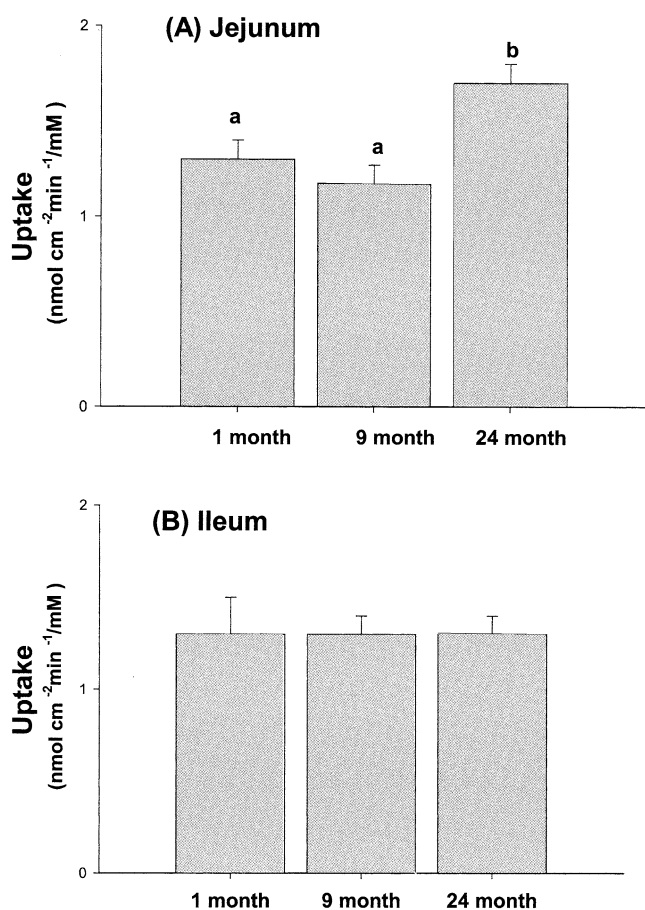 (A) Jejunum
2
b
a
a
1
Uptake
(nmol cm -2min -1/mM )
0
1 month 9 month 24 month
2
(B) Ileum
1
Uptake
(nmol cm -2min -1/mM )
0
1 month 9 month 24 month